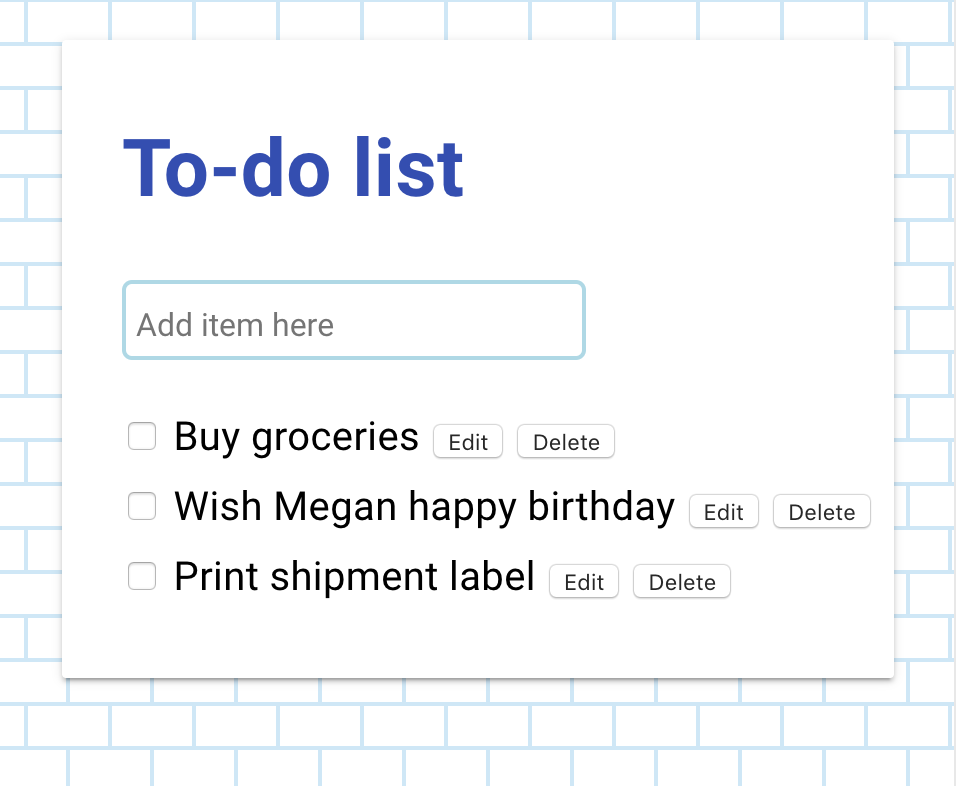 To-do list
Add item here
Buy groceries Edit Delete
Wish Megan happy birthday Edit Delete
Print shipment label Edit Delete